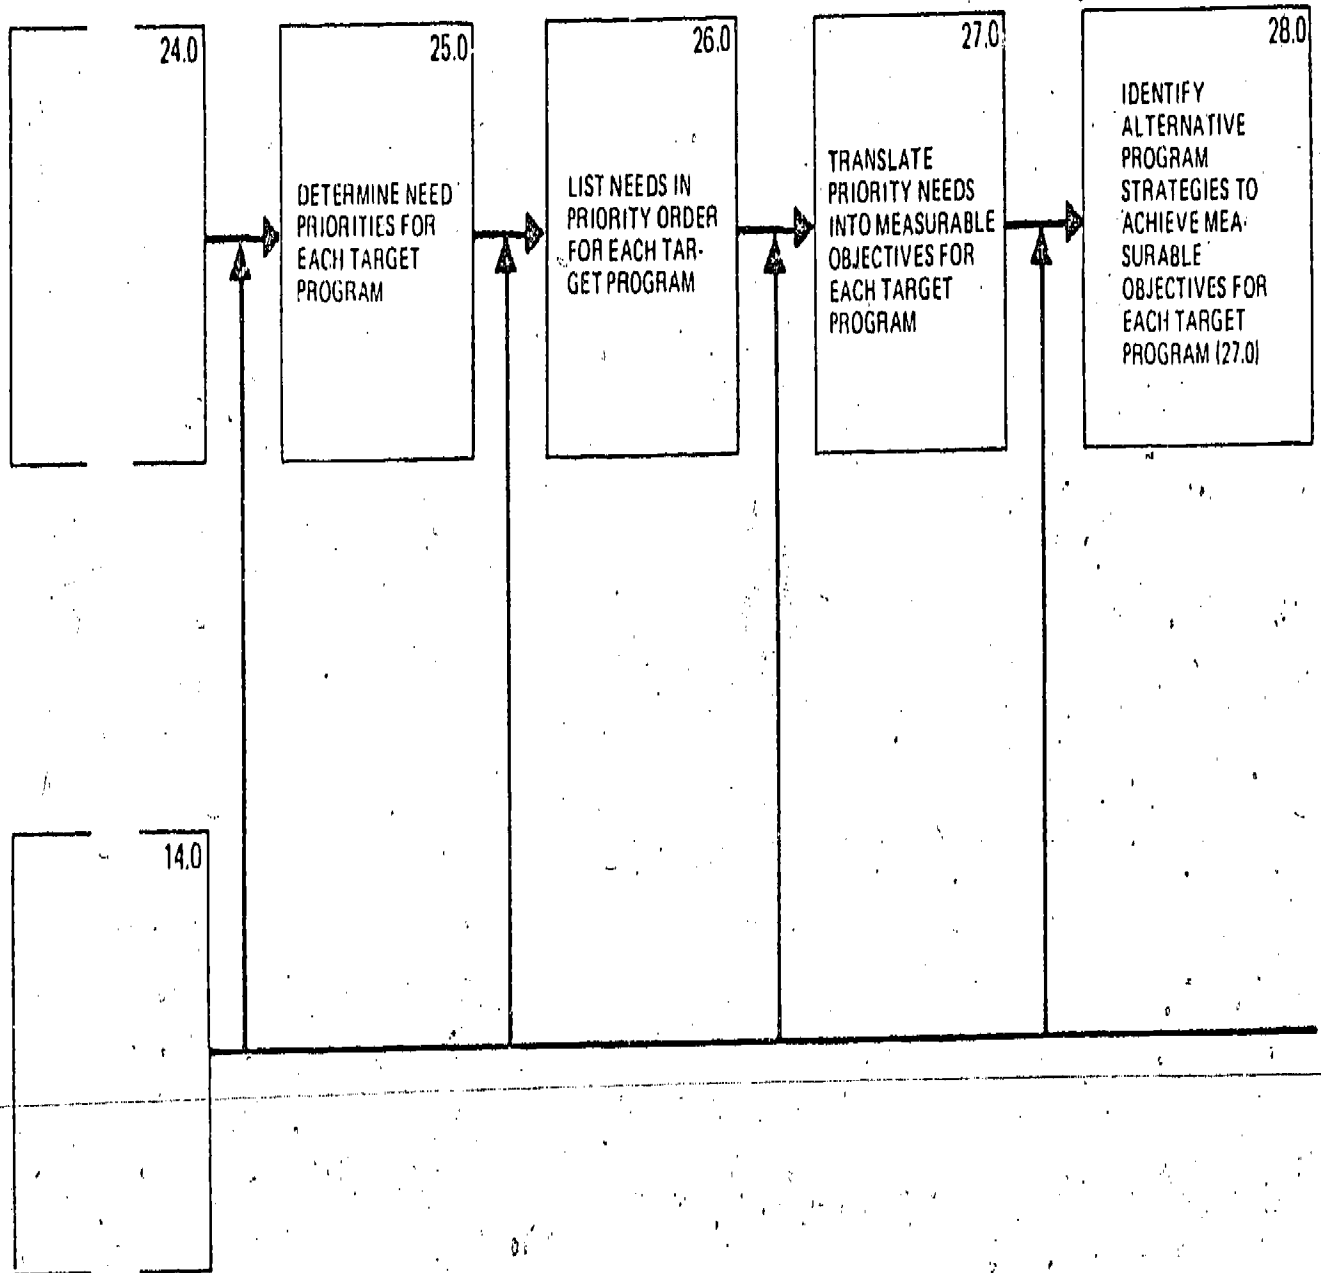 24.0
25.0
DETERMINE NEED
PRIORITIES FOR
EACH TARGET
PROGRAM
26.0
LIST NEEDS IN
PRIORITY ORDER
FOR EACH TAR-
GET PROGRAM
27.0
TRANSLATE
PRIORITY NEEDS
INTO MEASURABLE
OBJECTIVES FOR
EACH TARGET
PROGRAM
28.0
IDENTIFY
ALTERNATIVE
PROGRAM
STRATEGIES TO
ACHIEVE MEA-
SURABLE
OBJECTIVES FOR
EACH TARGET
PROGRAM (27.0)
14.0